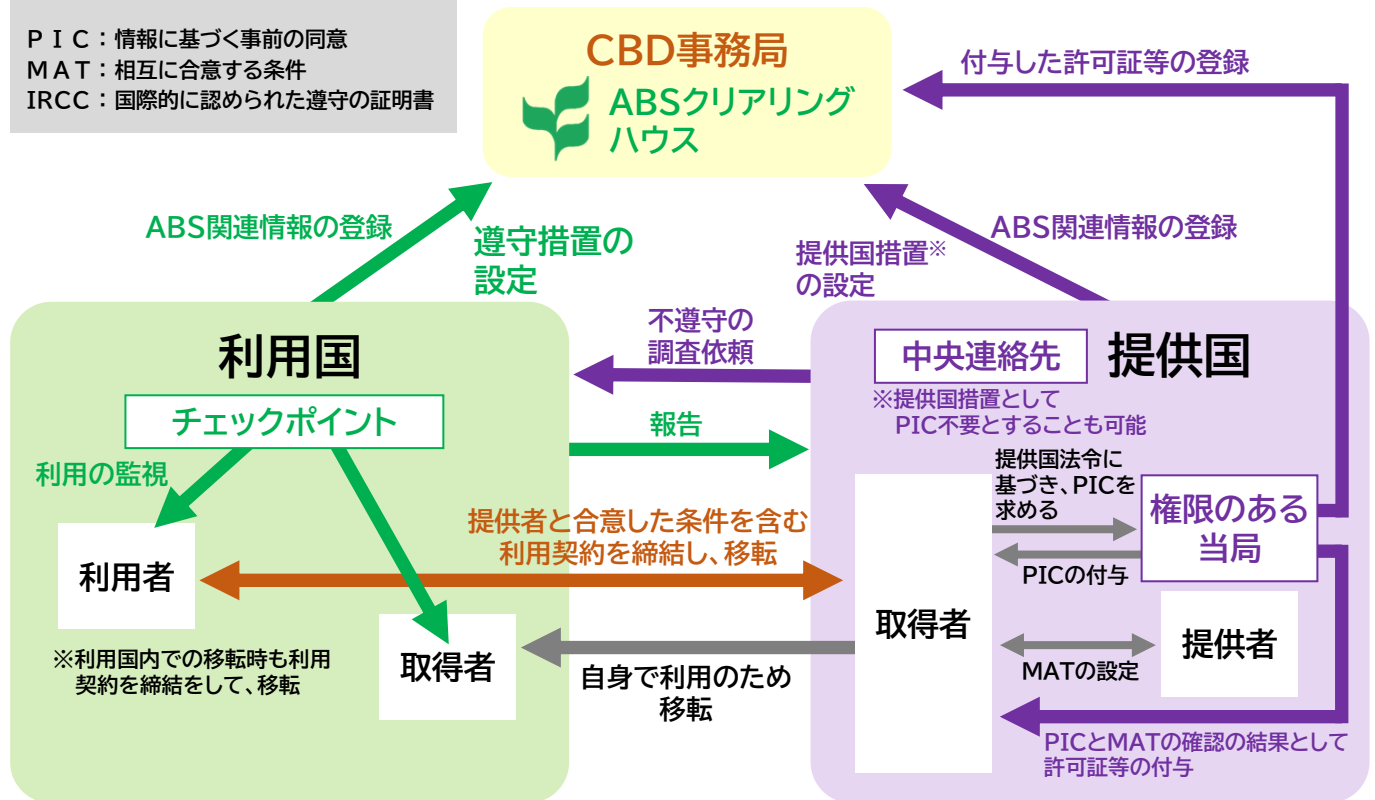 ＰＩＣ：情報に基づく事前の同意
ＭＡＴ：相互に合意する条件
IRCC：国際的に認められた遵守の証明書
CBD事務局
ABSクリアリング
ハウス
付与した許可証等の登録
ABS関連情報の登録
遵守措置の
設定
提供国措置※
の設定
ABS関連情報の登録
利用国
チェックポイント
利用の監視
利用者
※利用国内での移転時も利用
契約を締結をして、移転
取得者
不遵守の
調査依頼
報告
提供者と合意した条件を含む
利用契約を締結し、移転
自身で利用のため
移転
中央連絡先
提供国
※提供国措置として
PIC不要とすることも可能
提供国法令に
基づき、PICを
求める
権限のある
当局
PICの付与
取得者
提供者
MATの設定
PICとMATの確認の結果として
許可証等の付与